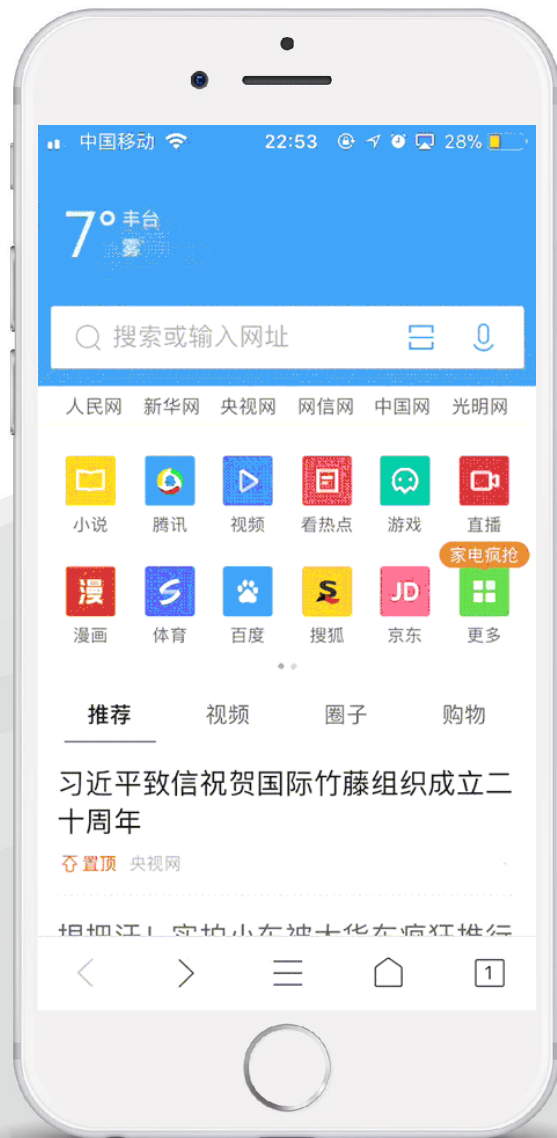 中国移动 22:53 28%
7° 丰台
雾
搜索或输入网址
人民网 新华网 央视网 网信网 中国网 光明网
小说 腾讯 视频 看热点 游戏 直播
家电疯抢
漫 JD
漫画 体育 百度 搜狐 京东 更多
推荐 视频 圈子 购物
习近平致信祝贺国际竹藤组织成立二
十周年
置顶 央视网
1